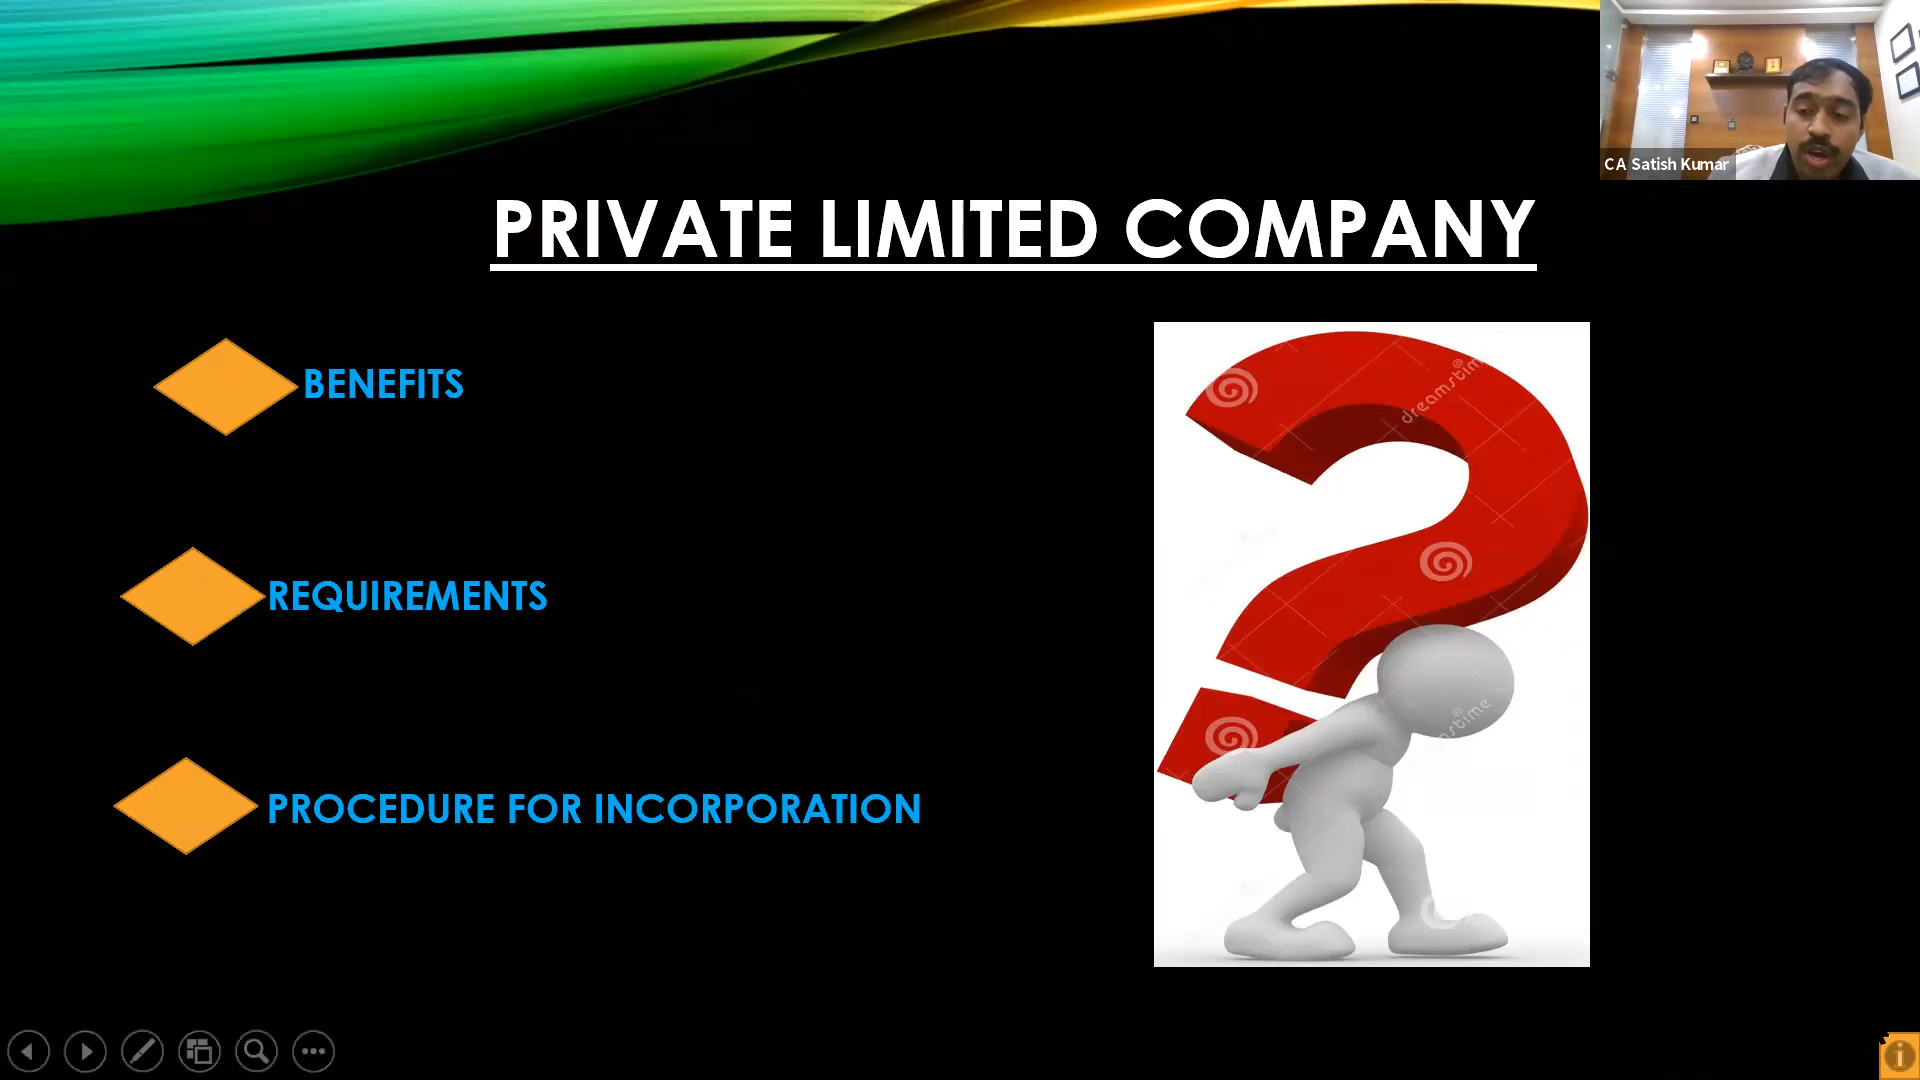 CA Satish Kumar
PRIVATE LIMITED COMPANY
BENEFITS
REQUIREMENTS
PROCEDURE FOR INCORPORATION
dreamstime